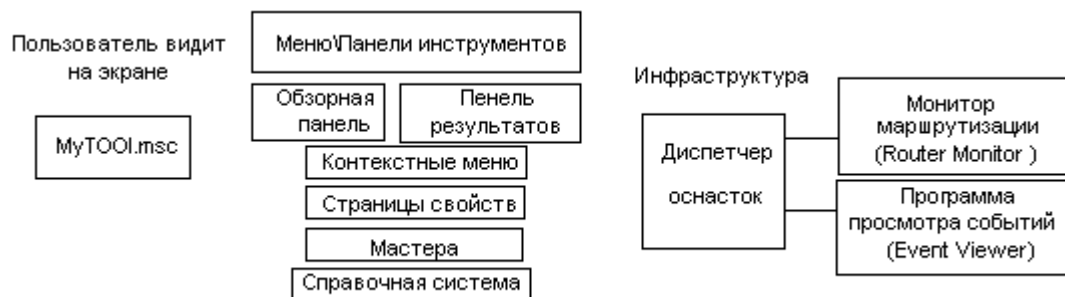 Пользователь видит
на экране
MyTOOl.msc
Меню\Панели инструментов
Обзорная
панель
Пенель
результатов
Контекстные меню
Страницы свойств
Мастера
Справочная система
Инфраструктура
Диспетчер
оснасток
Монитор
маршрутизации
(Router Monitor )
Программа
просмотра событий
(Event Viewer)